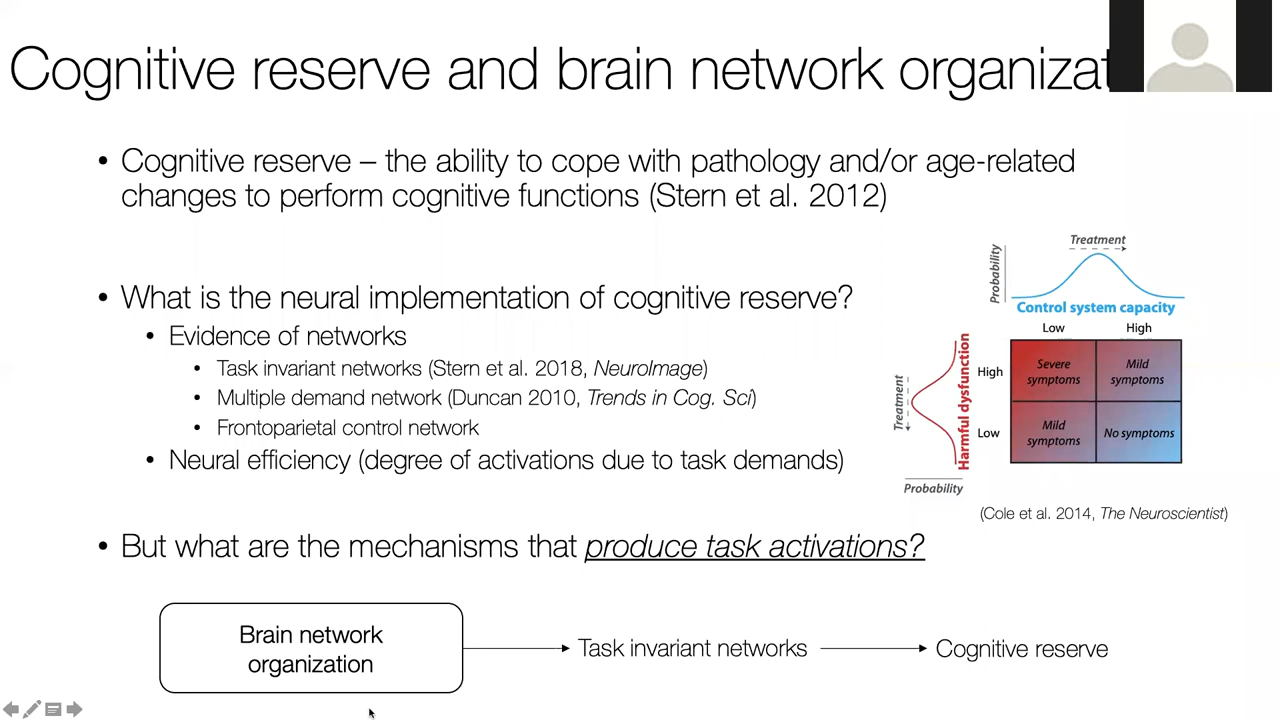 Cognitive reserve and brain network organizat
• Cognitive reserve – the ability to cope with pathology and/or age-related
changes to perform cognitive functions (Stern et al. 2012)
• What is the neural implementation of cognitive reserve?
• Evidence of networks
• Task invariant networks (Stern et al. 2018, NeuroImage)
• Multiple demand network (Duncan 2010, Trends in Cog. Sci)
• Frontoparietal control network
• Neural efficiency (degree of activations due to task demands)
Treatment
Probability
Control system capacity
Low High
Treatment
Harmful dysfunction
High
Severe
symptoms
Mild
symptoms
Low
Mild
symptoms
No symptoms
Probability
(Cole et al. 2014, The Neuroscientist)
• But what are the mechanisms that produce task activations?
Brain network
organization
Task invariant networks
Cognitive reserve